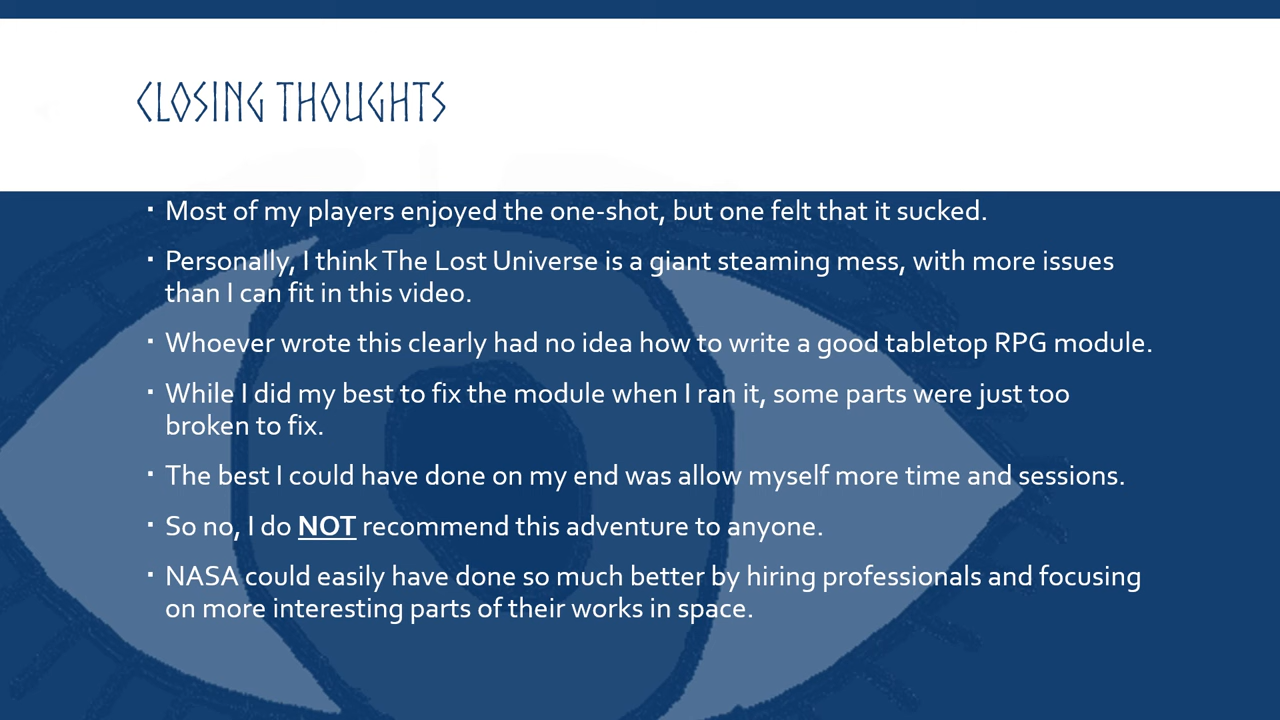 CLOSING THOUGHTS
▪ Most of my players enjoyed the one-shot, but one felt that it sucked.
▪ Personally, I think The Lost Universe is a giant steaming mess, with more issues
than I can fit in this video.
▪ Whoever wrote this clearly had no idea how to write a good tabletop RPG module.
▪ While I did my best to fix the module when I ran it, some parts were just too
broken to fix.
▪ The best I could have done on my end was allow myself more time and sessions.
▪ So no, I do NOT recommend this adventure to anyone.
▪ NASA could easily have done so much better by hiring professionals and focusing
on more interesting parts of their works in space.